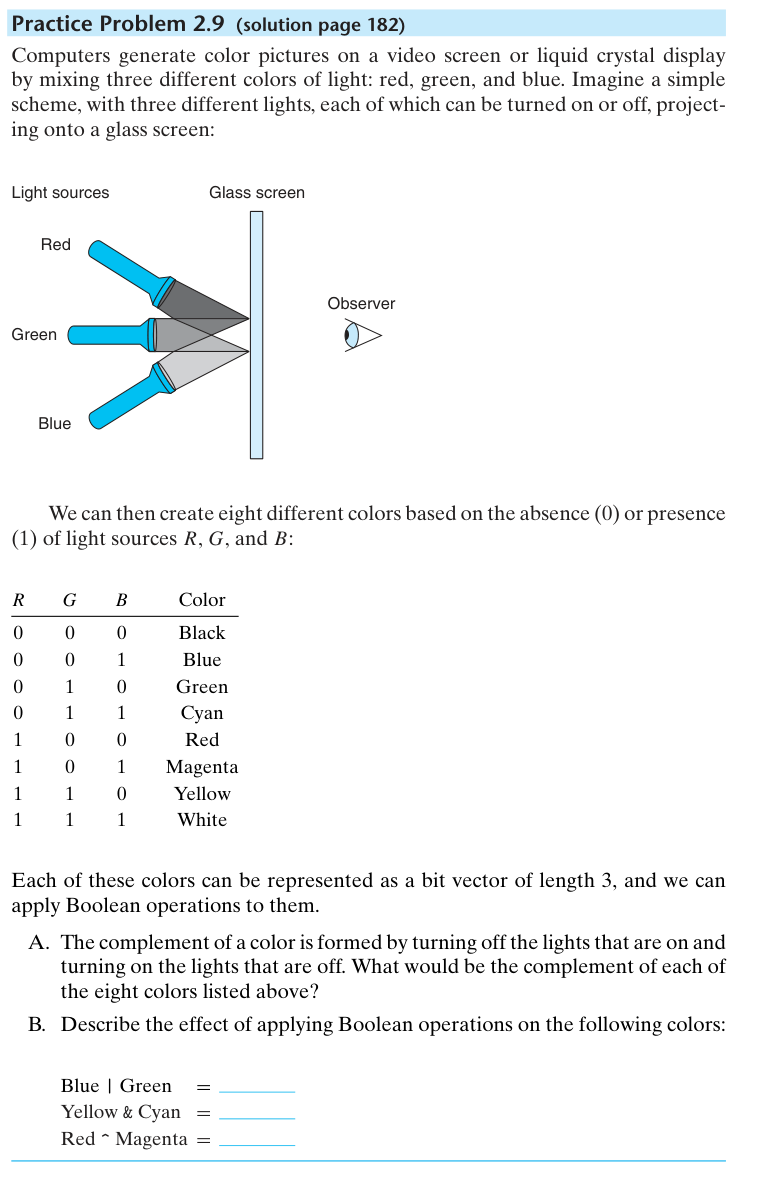 Practice Problem 2.9 (solution page 182)
Computers generate color pictures on a video screen or liquid crystal display
by mixing three different colors of light: red, green, and blue. Imagine a simple
scheme, with three different lights, each of which can be turned on or off, project-
ing onto a glass screen:
Light sources
Glass screen
Red
Observer
Green
Blue
We can then create eight different colors based on the absence (0) or presence
(1) of light sources R, G, and B:
R G B Color
0 0 0 Black
0 0 1 Blue
0 1 0 Green
0 1 1 Cyan
1 0 0 Red
1 0 1 Magenta
1 1 0 Yellow
1 1 1 White
Each of these colors can be represented as a bit vector of length 3, and we can
apply Boolean operations to them.
A. The complement of a color is formed by turning off the lights that are on and
turning on the lights that are off. What would be the complement of each of
the eight colors listed above?
B. Describe the effect of applying Boolean operations on the following colors:
Blue | Green =
Yellow & Cyan =
Red ^ Magenta =